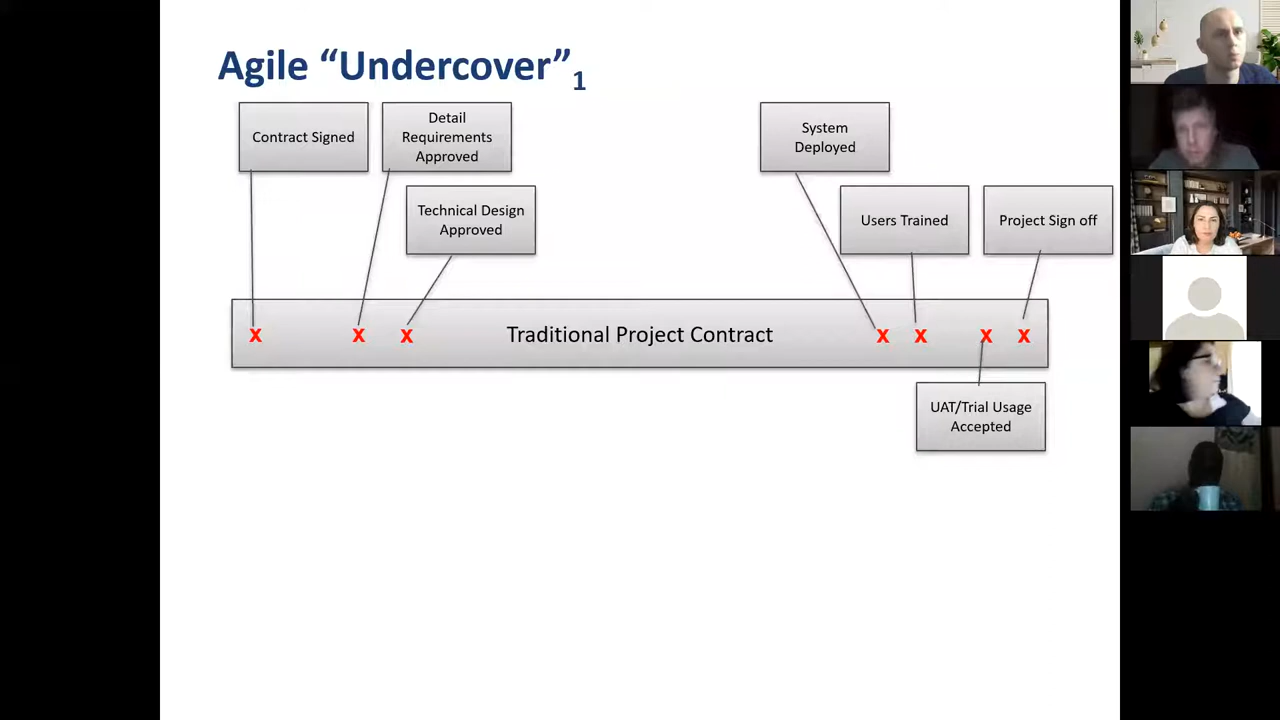 Agile “Undercover”1
Contract Signed
Detail
Requirements
Approved
System
Deployed
Technical Design
Approved
Users Trained
Project Sign off
x x x Traditional Project Contract x x x x
UAT/Trial Usage
Accepted